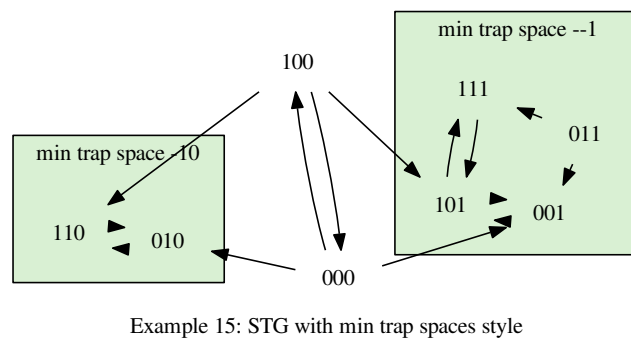 min trap space --1
100
111
011
min trap space -10
101
001
110
010
000
Example 15: STG with min trap spaces style